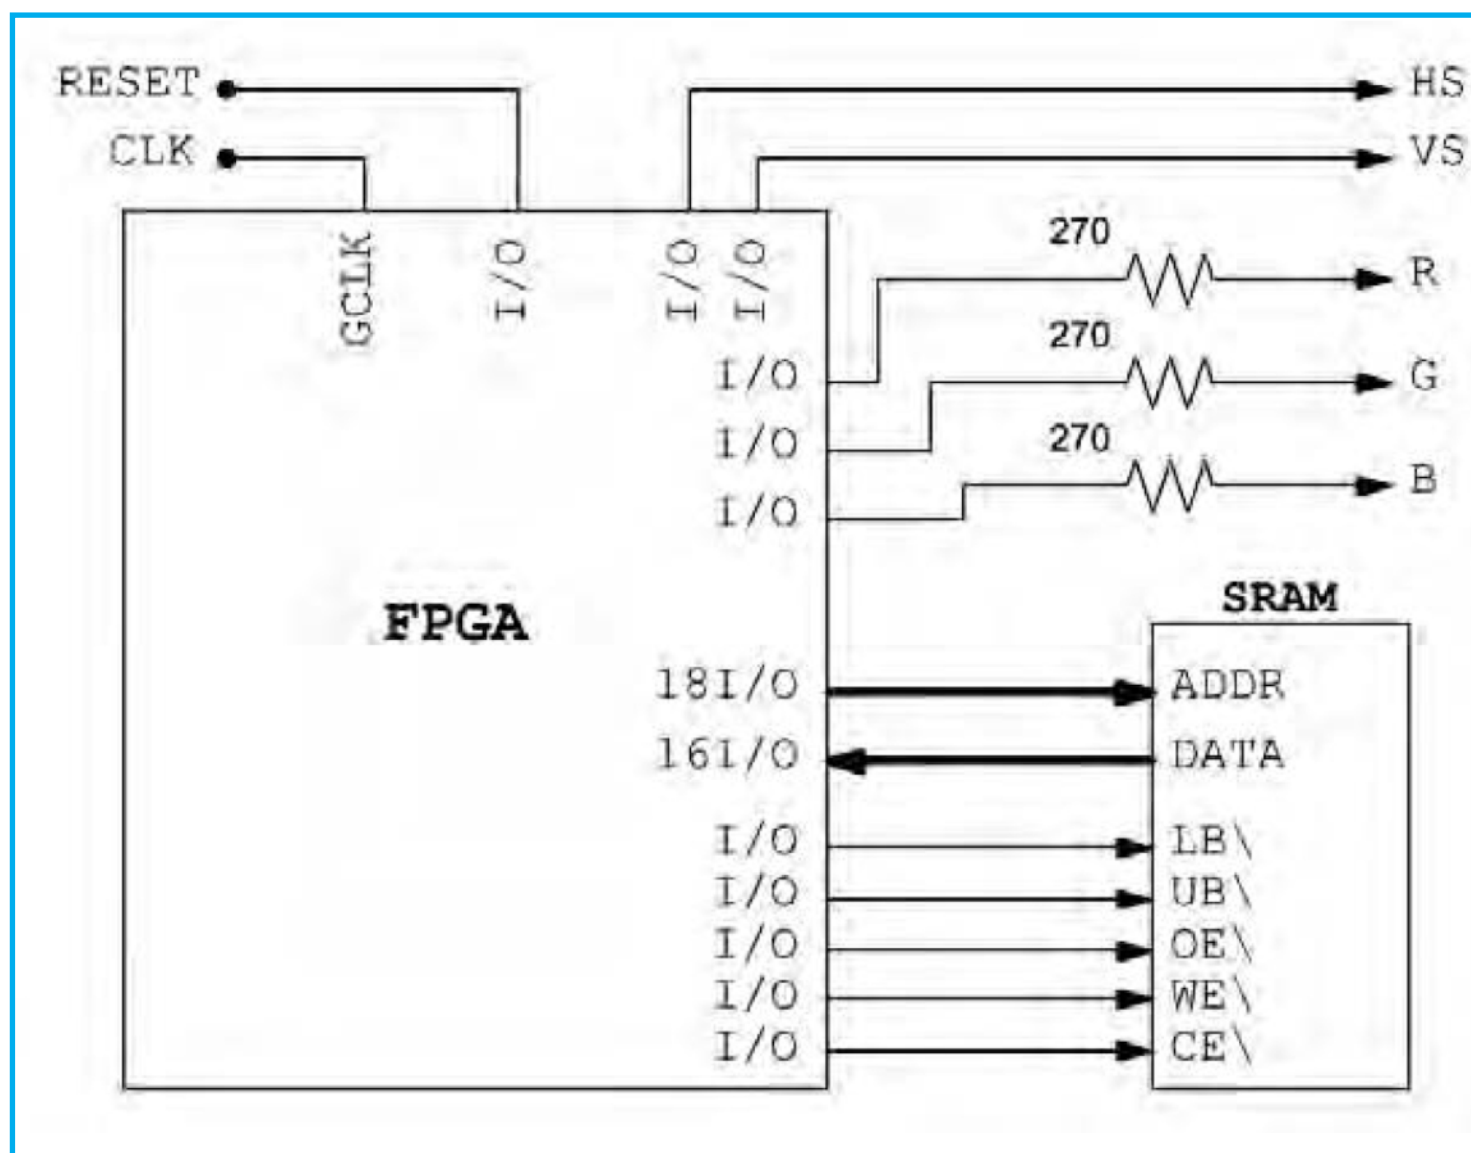 RESET
HS
CLK
VS
GCLK
I/O
I/O
I/O
270
R
270
I/O
G
270
I/O
B
I/O
FPGA
SRAM
18I/O
ADDR
16I/O
DATA
I/O
LB\
I/O
UB\
I/O
OE\
I/O
WE\
I/O
CE\